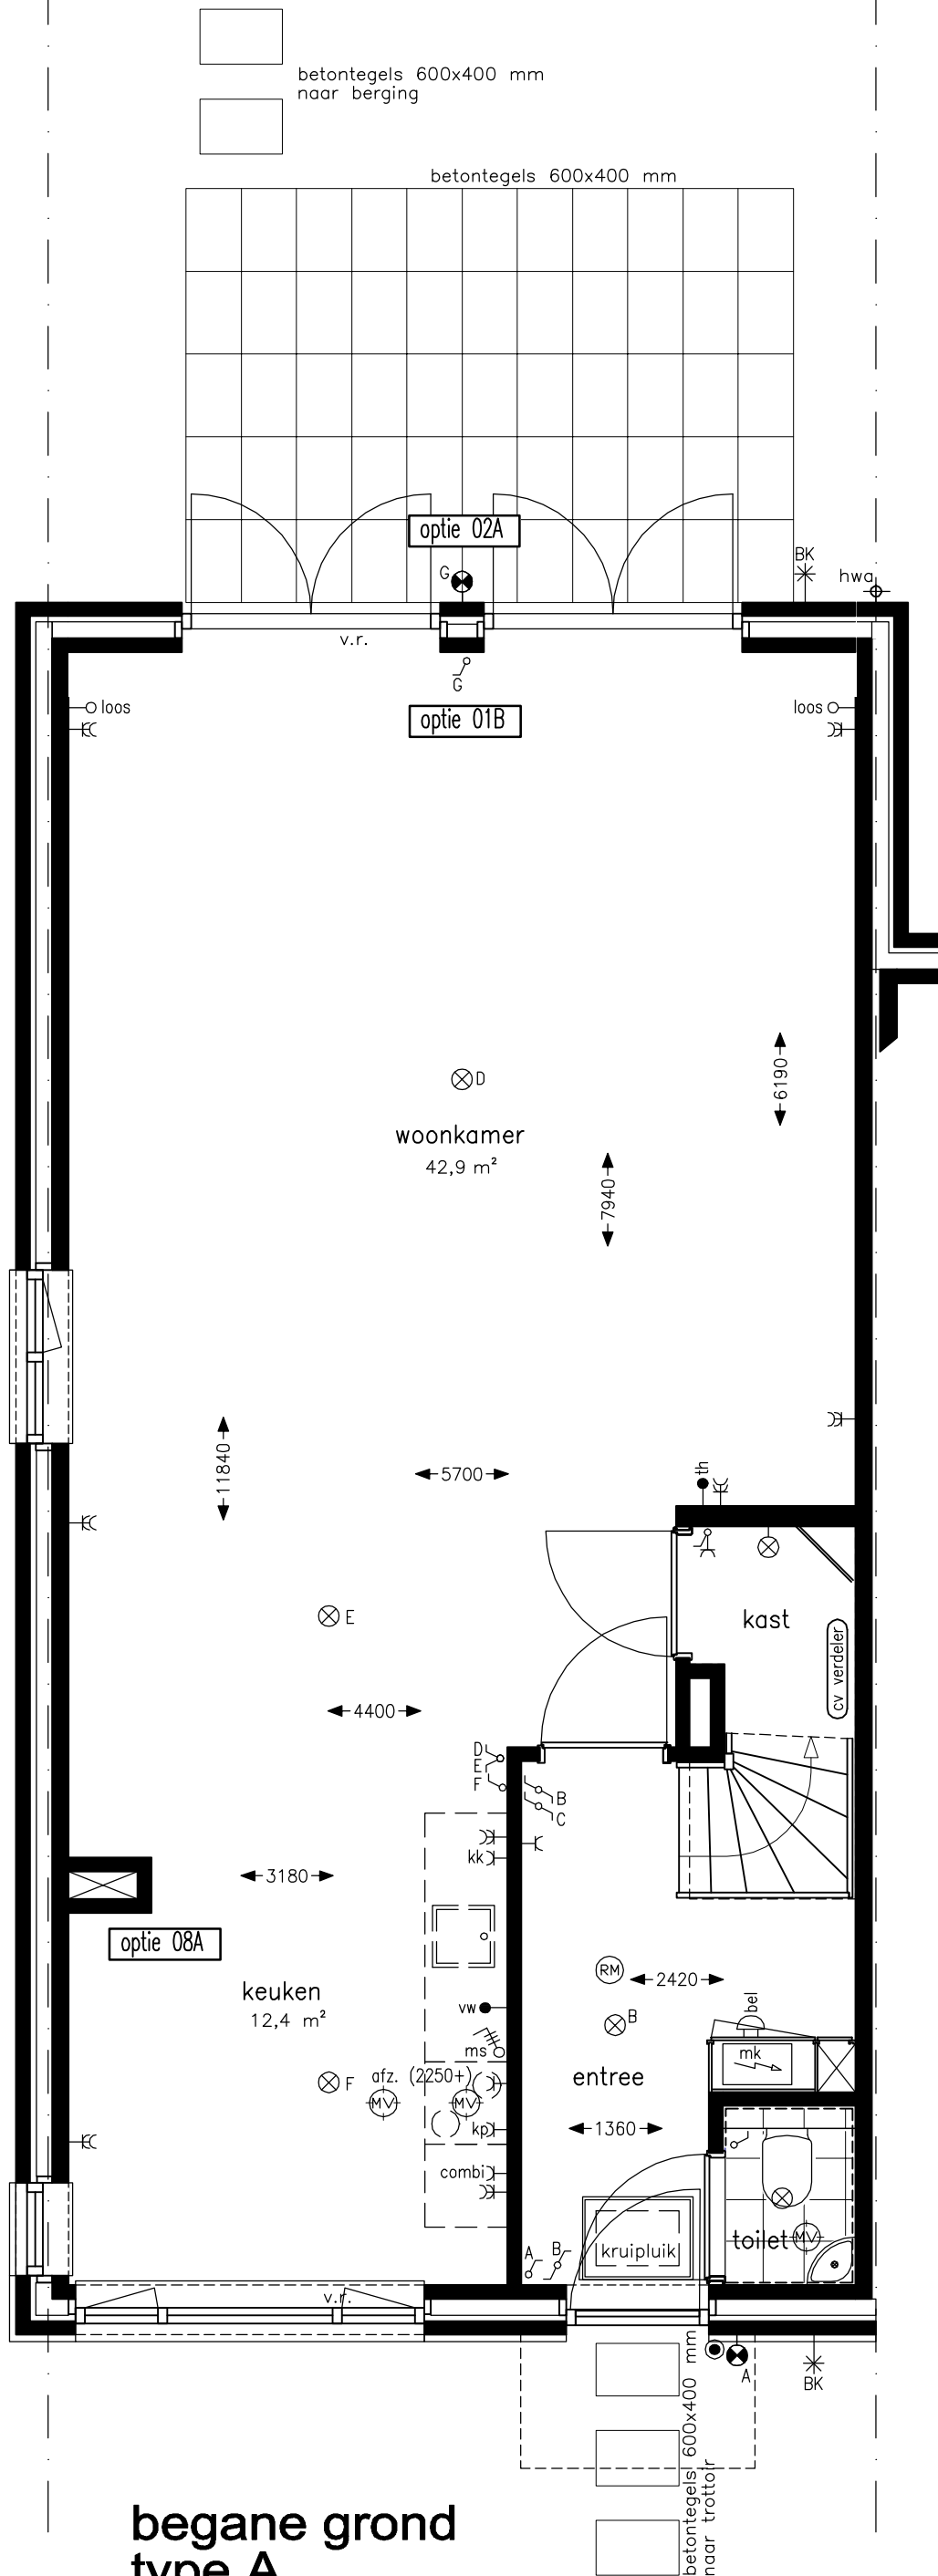 betontegels 600x400 mm
naar berging
betontegels 600x400 mm
optie 02A
BK
G
hwa
v.r.
G
loos
loos
optie 01B
D
6190
woonkamer
42,9 m²
7940
11840
5700
th
E
kast
cv verdeler
4400
D
E
F
B
C
kk
3180
optie 08A
RM
2420
keuken
12,4 m²
vw
B
bel
ms
mk
afz. (2250+)
entree
F
MV
MV
kp
1360
combi
toilet
MV
kruipluik
A
B
v.r.
A
BK
betontegels 600x400 mm
naar trottoir
begane grond
type A